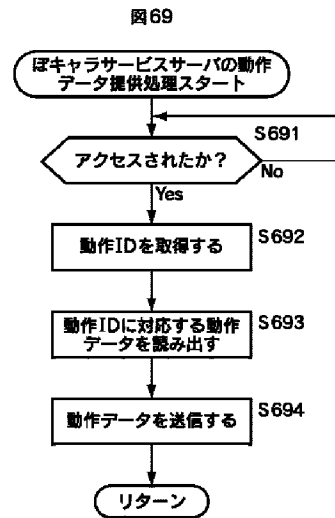 図69
ぽキャラサービスサーバの動作
データ提供処理スタート
S691
アクセスされたか？
No
Yes
S692
動作IDを取得する
S693
動作IDに対応する動作
データを読み出す
S694
動作データを送信する
リターン